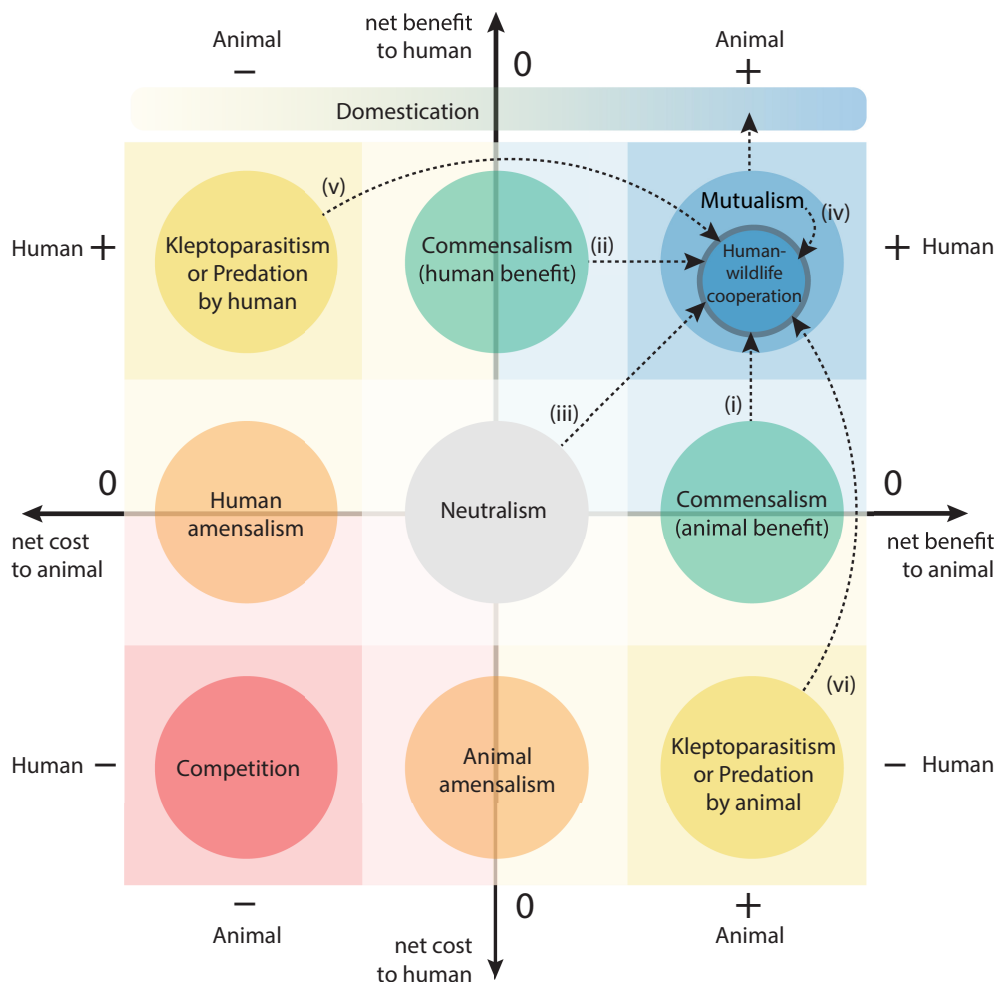 Animal
−
net benefit
to human
0
Animal
+
Domestication
Human +
Kleptoparasitism
or Predation
by human
(v)
Commensalism
(human benefit)
(ii)
Mutualism
(iv)
Human-
wildlife
cooperation
+ Human
(iii)
(i)
0
net cost
to animal
Human
amensalism
Neutralism
Commensalism
(animal benefit)
0
net benefit
to animal
Human −
Competition
Animal
amensalism
Kleptoparasitism
or Predation
by animal
(vi)
− Human
−
Animal
0
net cost
to human
+
Animal